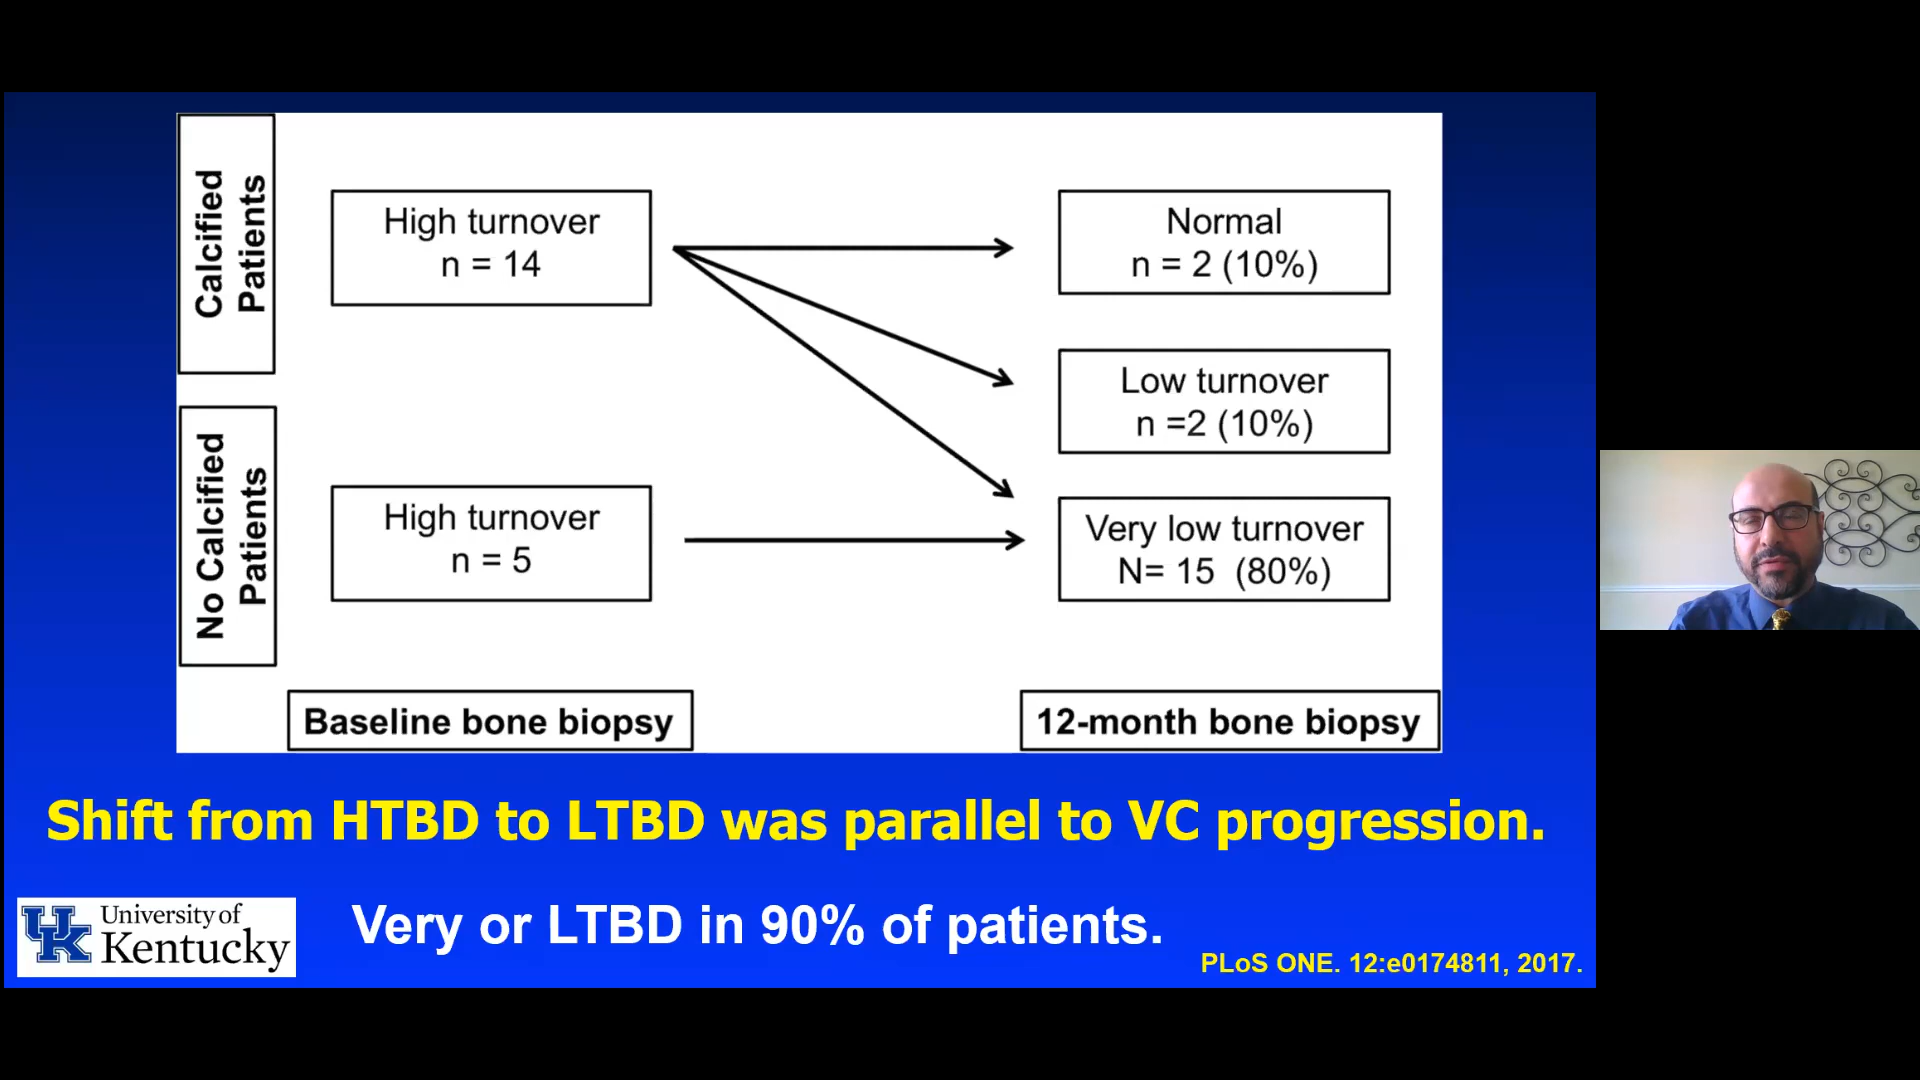 Calcified
Patients
High turnover
n = 14
Normal
n = 2 (10%)
Low turnover
n =2 (10%)
No Calcified
Patients
High turnover
n = 5
Very low turnover
N= 15  (80%)
Baseline bone biopsy
12-month bone biopsy
Shift from HTBD to LTBD was parallel to VC progression.
UK
University of
Kentucky
Very or LTBD in 90% of patients.
PLoS ONE. 12:e0174811, 2017.